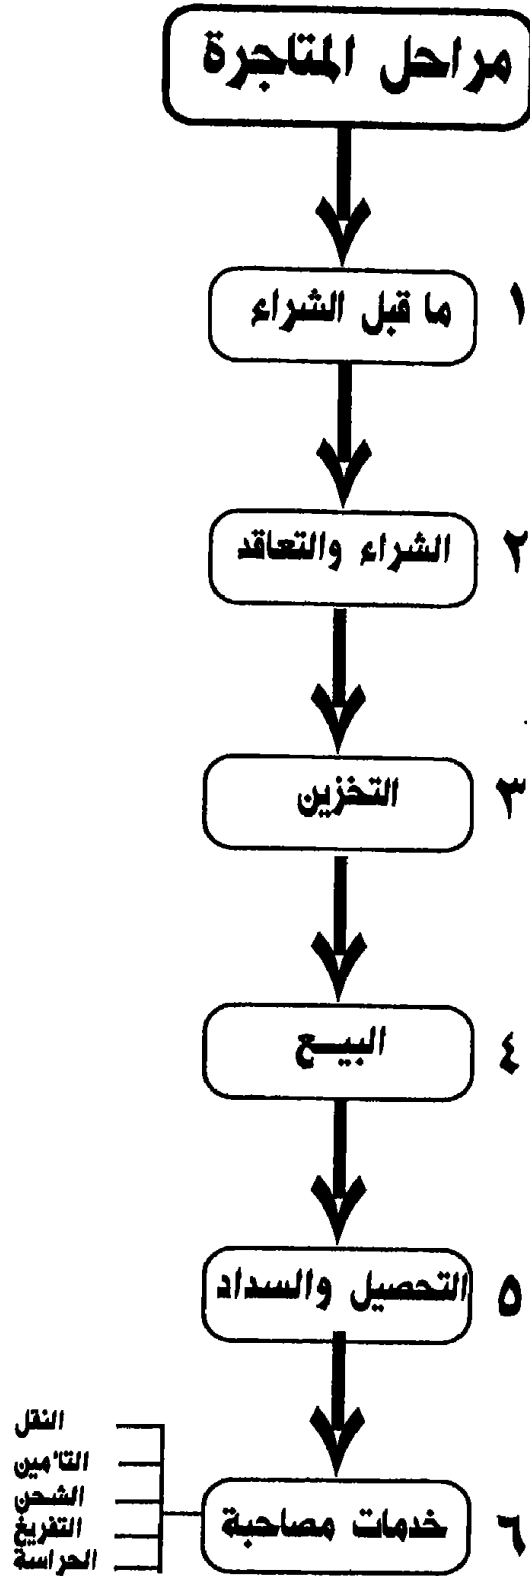 مراحل المتاجرة
١ ما قبل الشراء
٢ الشراء والتعاقد
٣ التخزين
٤ البيـــع
٥ التحصيل والسداد
٦ خدمات مصاحبة
النقل
التأمين
الشحن
التفريغ
الحراسة